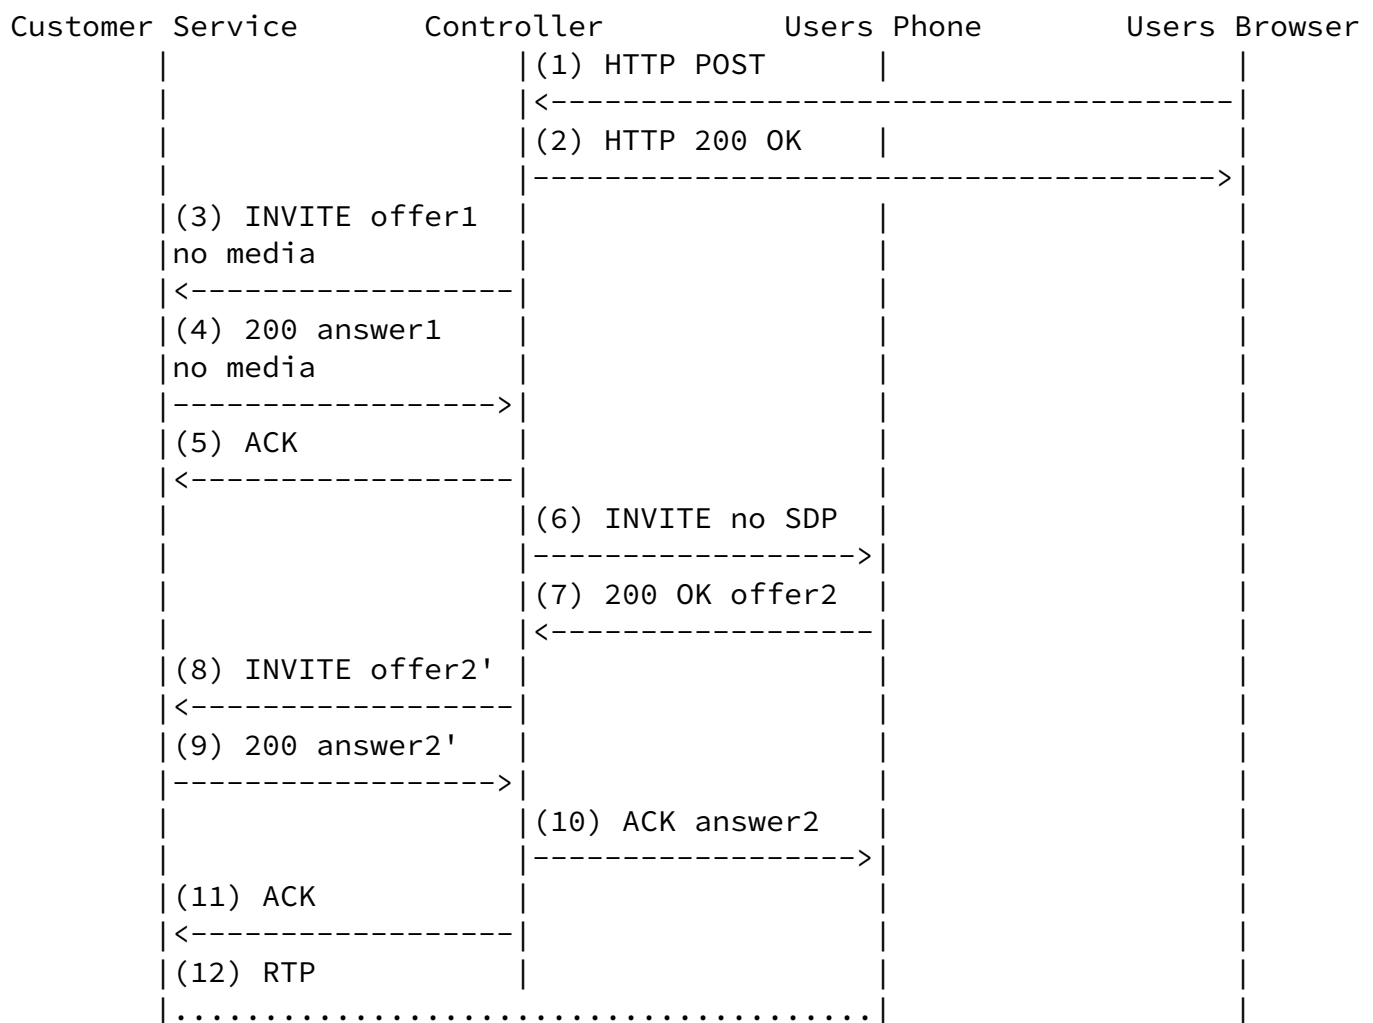 Customer Service Controller Users Phone Users Browser
(1) HTTP POST
(2) HTTP 200 OK
(3) INVITE offer1
no media
(4) 200 answer1
no media
(5) ACK
(6) INVITE no SDP
(7) 200 OK offer2
(8) INVITE offer2'
(9) 200 answer2'
(10) ACK answer2
(11) ACK
(12) RTP